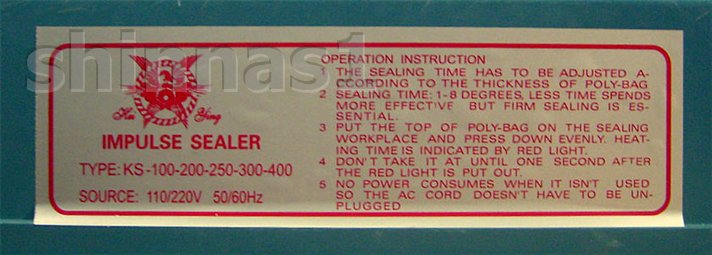 shinnas1
Hu Ying
IMPULSE SEALER
TYPE: KS-100-200-250-300-400
SOURCE: 110/220V 50/60Hz
OPERATION INSTRUCTION
THE SEALING TIME HAS TO BE ADJUSTED A-
CCORDING TO THE THICKNESS OF POLY-BAG
2 SEALING TIME: 1-8 DEGREES, LESS TIME SPENDS
MORE EFFECTIVE BUT FIRM SEALING IS ES-
SENTIAL.
3 PUT THE TOP OF POLY-BAG ON THE SEALING
WORKPLACE AND PRESS DOWN EVENLY. HEAT-
ING TIME IS INDICATED BY RED LIGHT.
4 DON'T TAKE IT AT UNTIL ONE SECOND AFTER
THE RED LIGHT IS PUT OUT.
5 NO POWER CONSUMES WHEN IT ISN'T USED
SO THE AC CORD DOESN'T HAVE TO BE UN-
PLUGGED